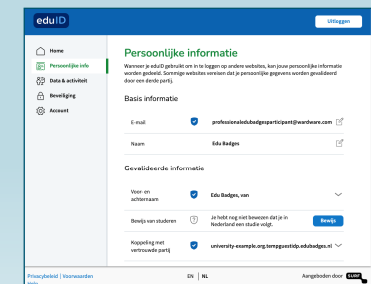 eduID
Uitloggen
Home
Persoonlijke info
Data & activiteit
Beveiliging
Account
Persoonlijke informatie
Wanneer je eduID gebruikt om in te loggen op andere websites, kan jouw persoonlijke informatie
worden gedeeld. Sommige websites vereisen dat je persoonlijke gegevens worden gevalideerd
door een derde partij.
Basis informatie
E-mail professionaledubadgesparticipant@wardware.com
Naam Edu Badges
Gevalideerde informatie
Voor- en
achternaam
Edu Badges, van
Bewijs van studeren
Je hebt nog niet bewezen dat je in
Nederland een studie volgt.
Bewijs
Koppeling met
vertrouwde partij
university-example.org.tempguestidp.edubadges.nl
Privacybeleid | Voorwaarden
Help
EN | NL
Aangeboden door SURF